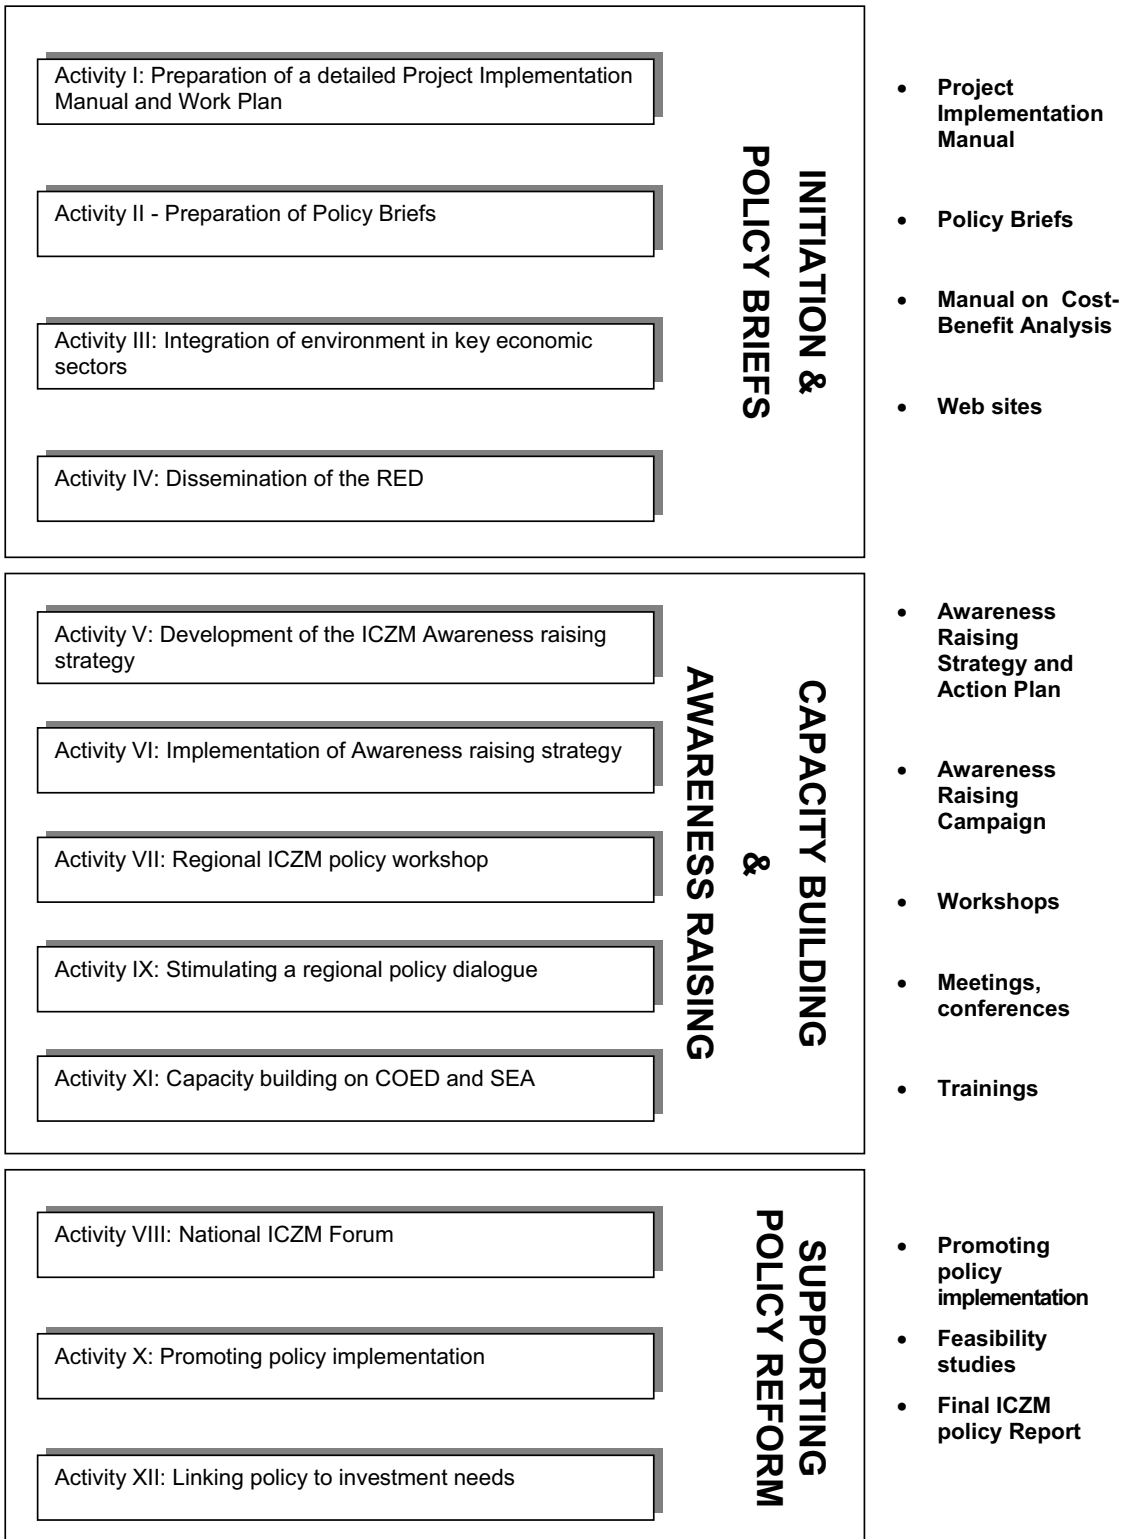 Activity I: Preparation of a detailed Project Implementation
Manual and Work Plan
Activity II - Preparation of Policy Briefs
Activity III: Integration of environment in key economic
sectors
Activity IV: Dissemination of the RED
INITIATION &
POLICY BRIEFS
• Project
Implementation
Manual
• Policy Briefs
• Manual on Cost-
Benefit Analysis
• Web sites
Activity V: Development of the ICZM Awareness raising
strategy
Activity VI: Implementation of Awareness raising strategy
Activity VII: Regional ICZM policy workshop
Activity IX: Stimulating a regional policy dialogue
Activity XI: Capacity building on COED and SEA
CAPACITY BUILDING
&
AWARENESS RAISING
• Awareness
Raising
Strategy and
Action Plan
• Awareness
Raising
Campaign
• Workshops
• Meetings,
conferences
• Trainings
Activity VIII: National ICZM Forum
Activity X: Promoting policy implementation
Activity XII: Linking policy to investment needs
SUPPORTING
POLICY REFORM
• Promoting
policy
implementation
• Feasibility
studies
• Final ICZM
policy Report